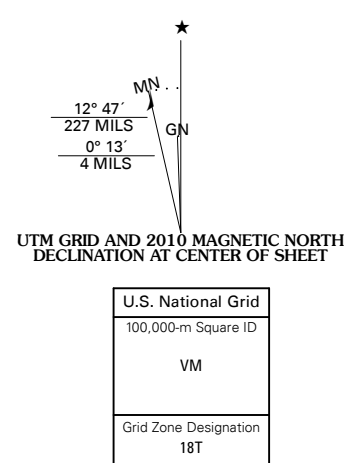 ★
MN
GN
12° 47´
227 MILS
0° 13´
4 MILS
UTM GRID AND 2010 MAGNETIC NORTH
DECLINATION AT CENTER OF SHEET
U.S. National Grid
100,000-m Square ID
VM
Grid Zone Designation
18T